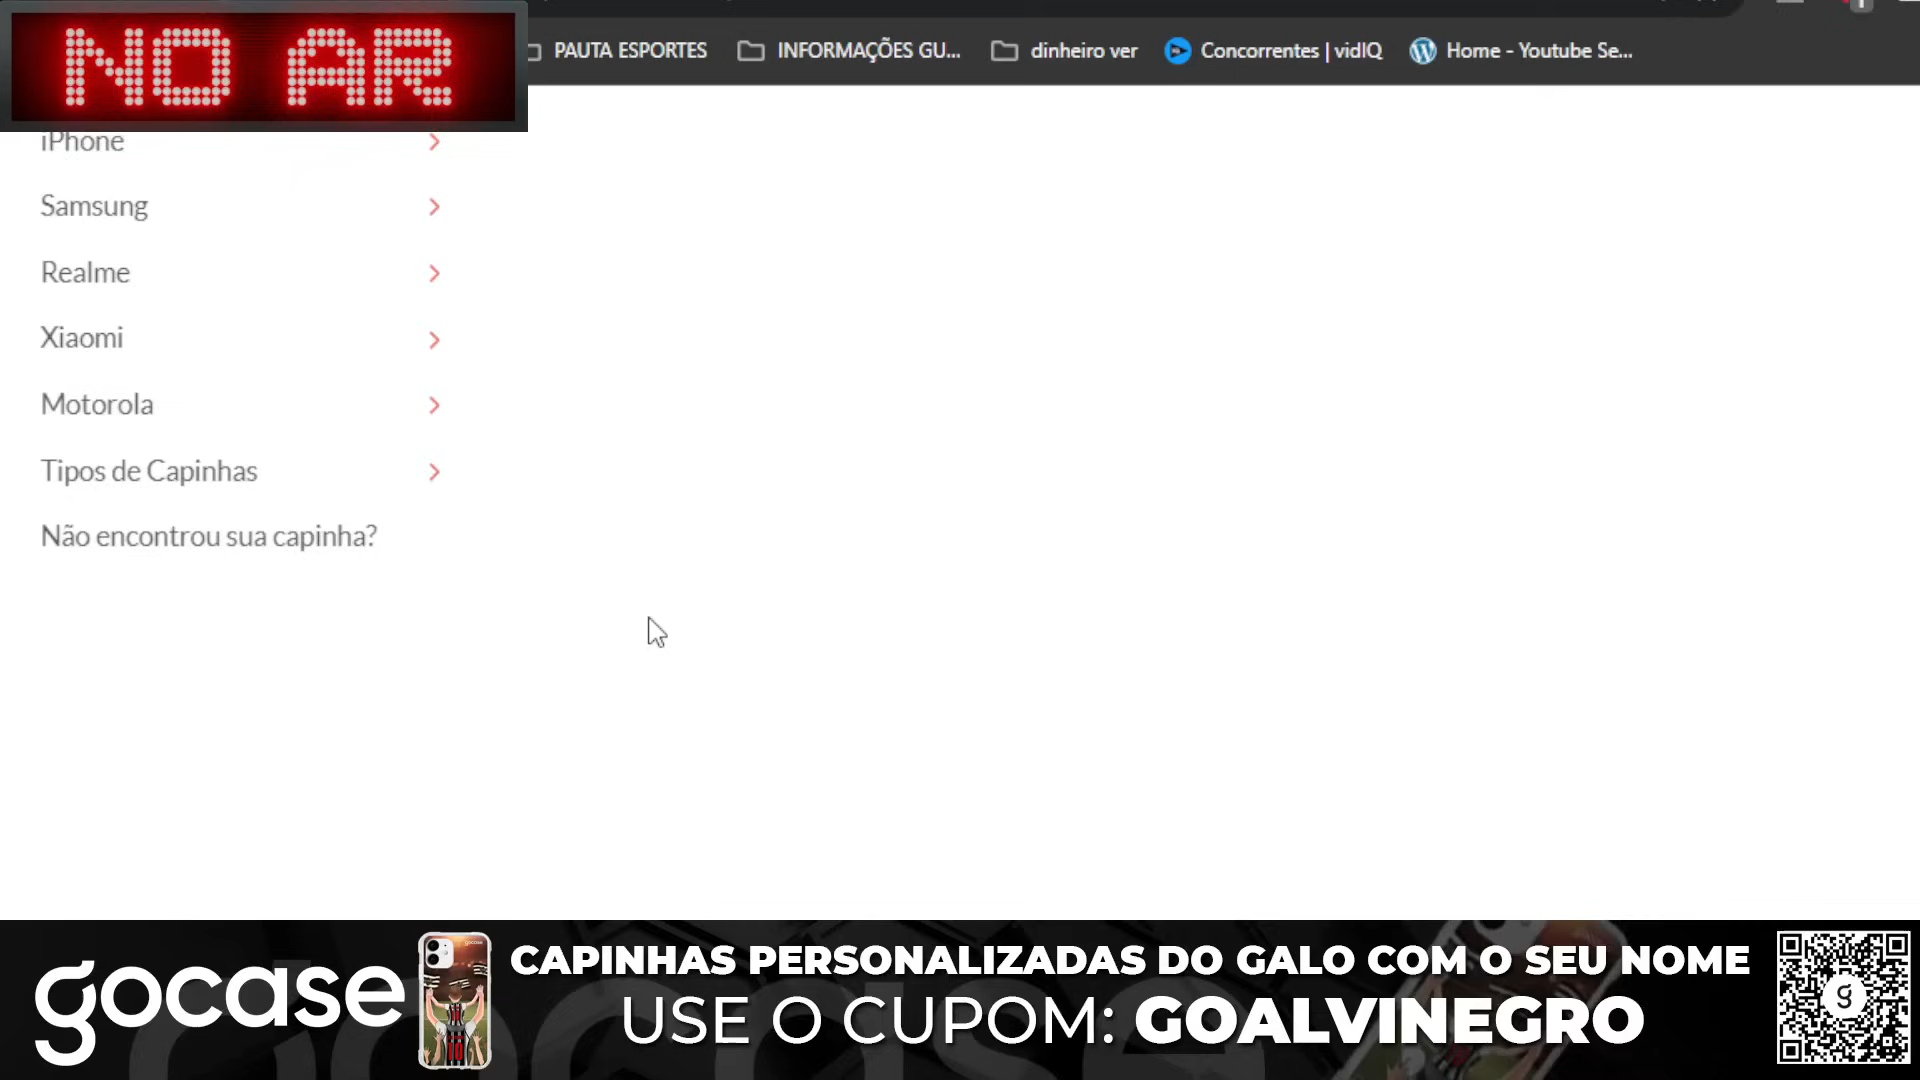 NO AR
PAUTA ESPORTES
INFORMAÇÕES GU...
dinheiro ver
Concorrentes | vidIQ
Home - Youtube Se...
iPhone
Samsung
Realme
Xiaomi
Motorola
Tipos de Capinhas
Não encontrou sua capinha?
gocase
CAPINHAS PERSONALIZADAS DO GALO COM O SEU NOME
USE O CUPOM: GOALVINEGRO
g